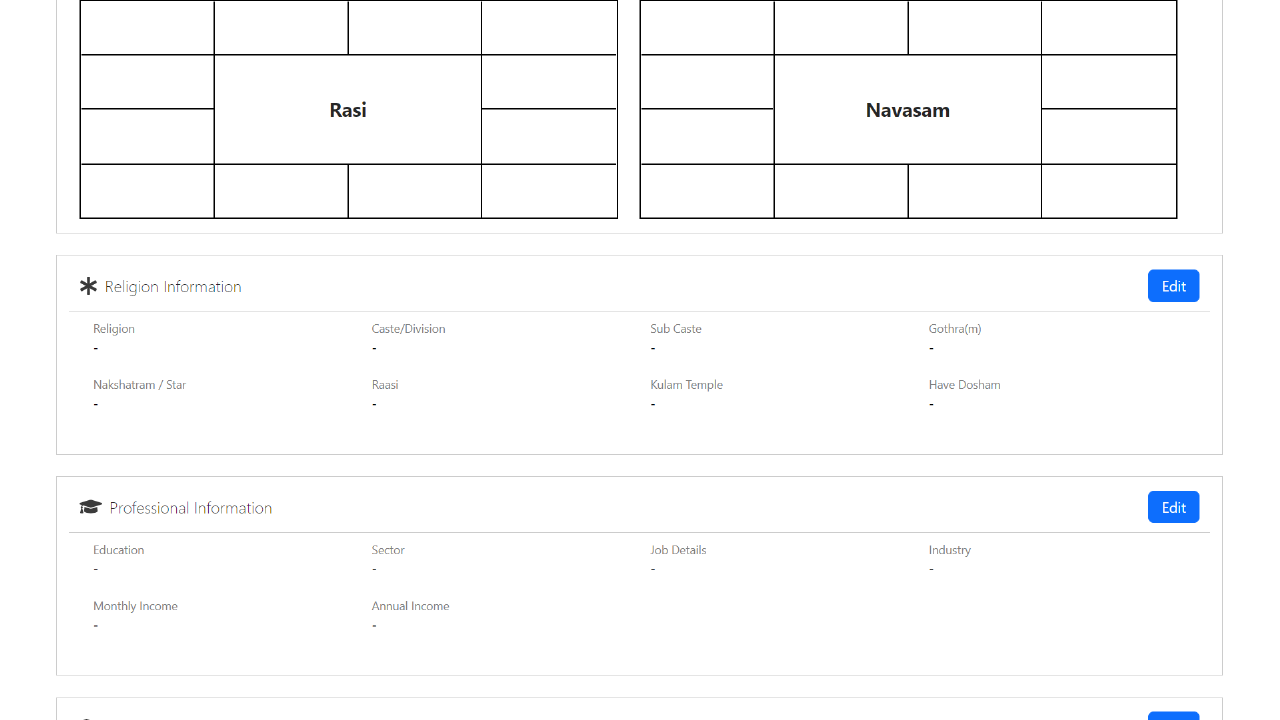 Rasi Navasam
Religion Information Edit
Religion Caste/Division Sub Caste Gothra(m)
- - - -
Nakshatram / Star Raasi Kulam Temple Have Dosham
- - - -
Professional Information Edit
Education Sector Job Details Industry
- - - -
Monthly Income Annual Income
- -